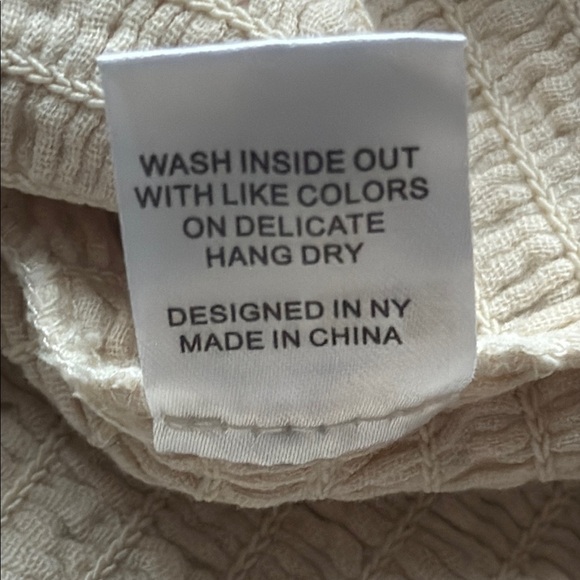 WASH INSIDE OUT
WITH LIKE COLORS
ON DELICATE
HANG DRY
DESIGNED IN NY
MADE IN CHINA